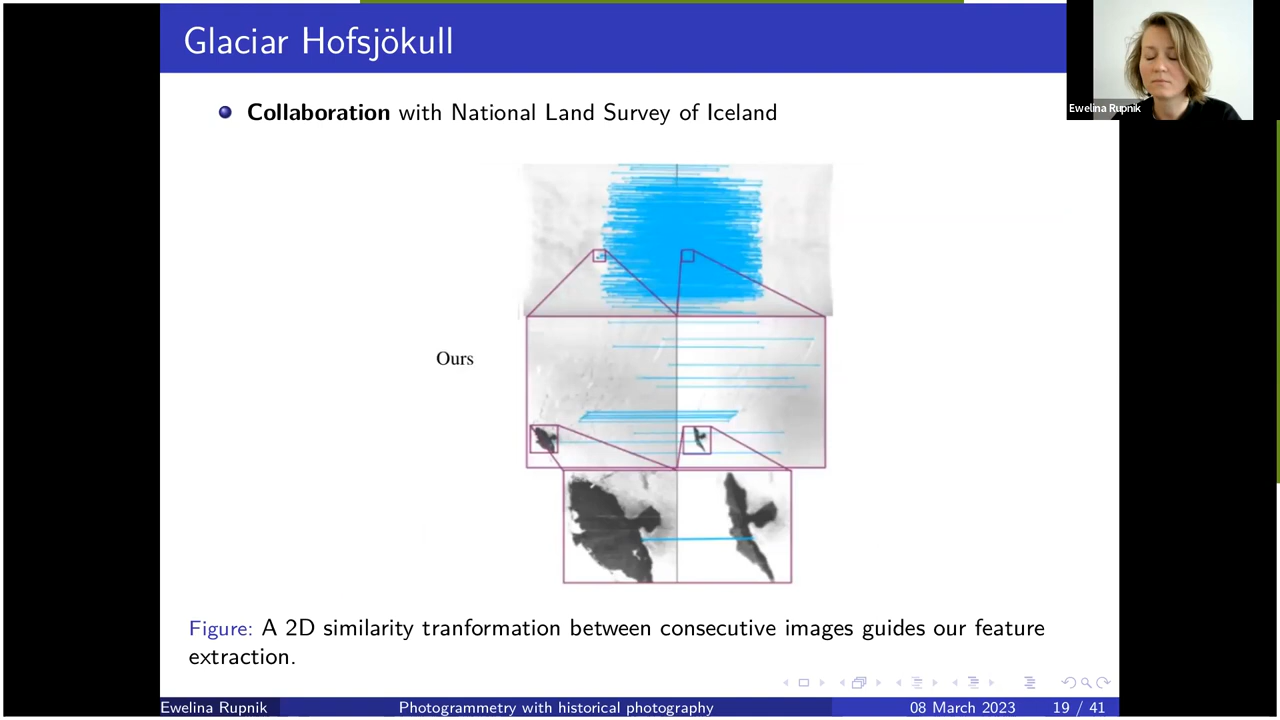 Glaciar Hofsjökull
Ewelina Rupnik
Collaboration with National Land Survey of Iceland
Ours
Figure: A 2D similarity tranformation between consecutive images guides our feature
extraction.
Ewelina Rupnik Photogrammetry with historical photography 08 March 2023 19 / 41